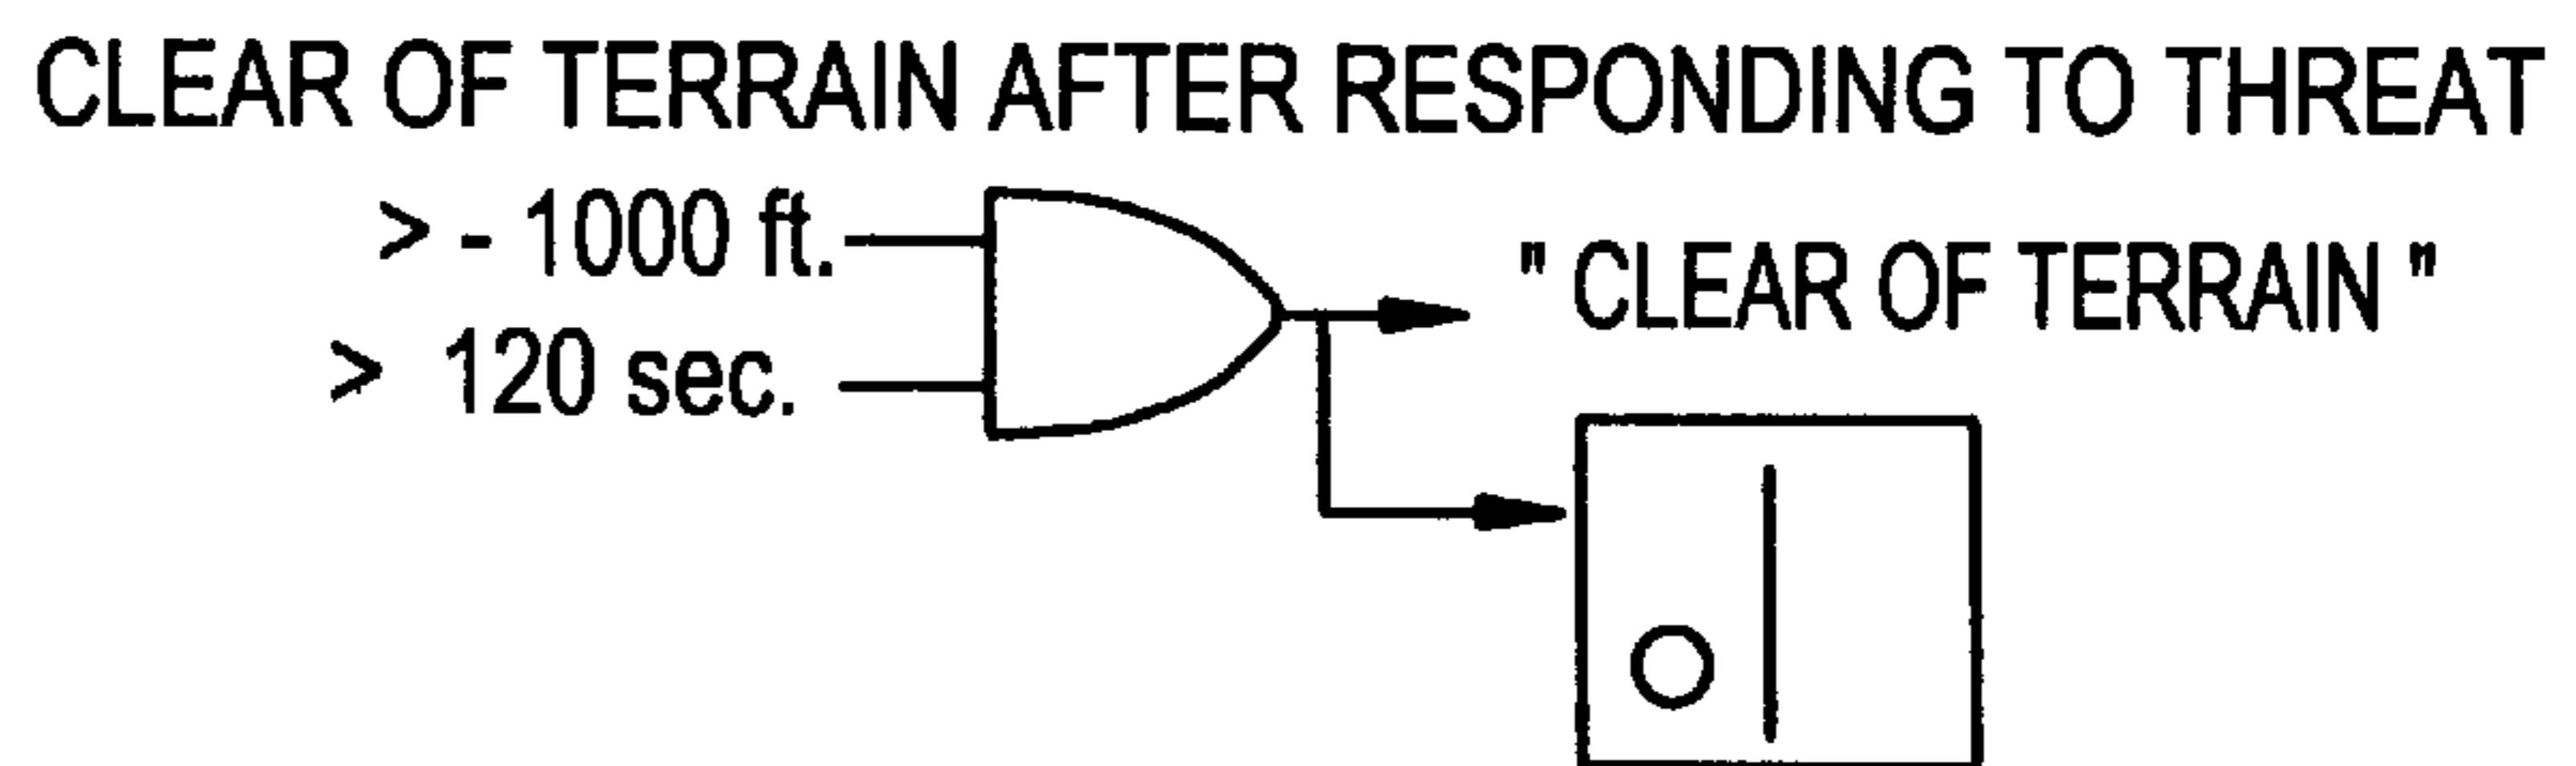 CLEAR OF TERRAIN AFTER RESPONDING TO THREAT
> - 1000 ft.
" CLEAR OF TERRAIN "
> 120 sec.